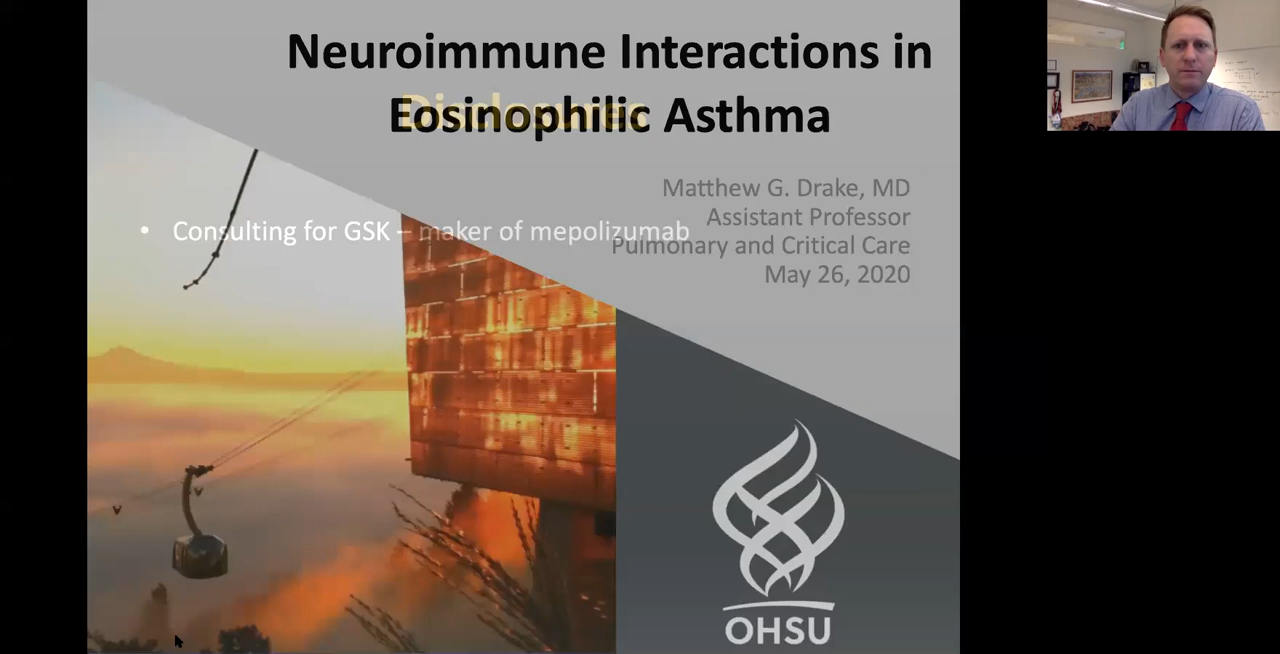 Neuroimmune Interactions in
Eosinophilic Asthma
Disclosures
Matthew G. Drake, MD
Assistant Professor
• Consulting for GSK – maker of mepolizumab
Pulmonary and Critical Care
May 26, 2020
OHSU